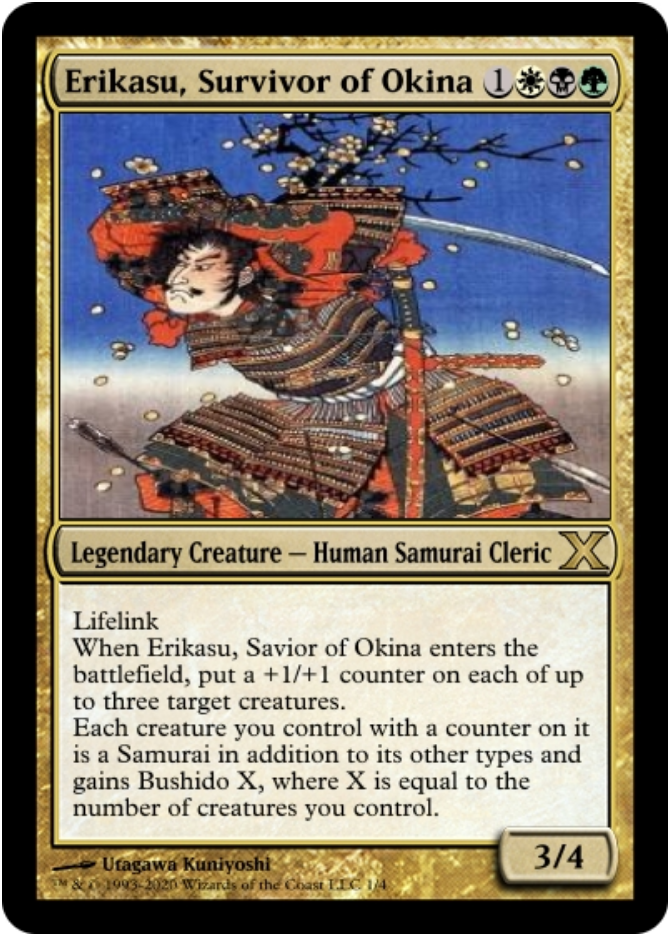 Erikasu, Survivor of Okina 1
Legendary Creature — Human Samurai Cleric X
Lifelink
When Erikasu, Savior of Okina enters the
battlefield, put a +1/+1 counter on each of up
to three target creatures.
Each creature you control with a counter on it
is a Samurai in addition to its other types and
gains Bushido X, where X is equal to the
number of creatures you control.
3/4
Utagawa Kuniyoshi
™ & © 1993-2020 Wizards of the Coast LLC 1/4